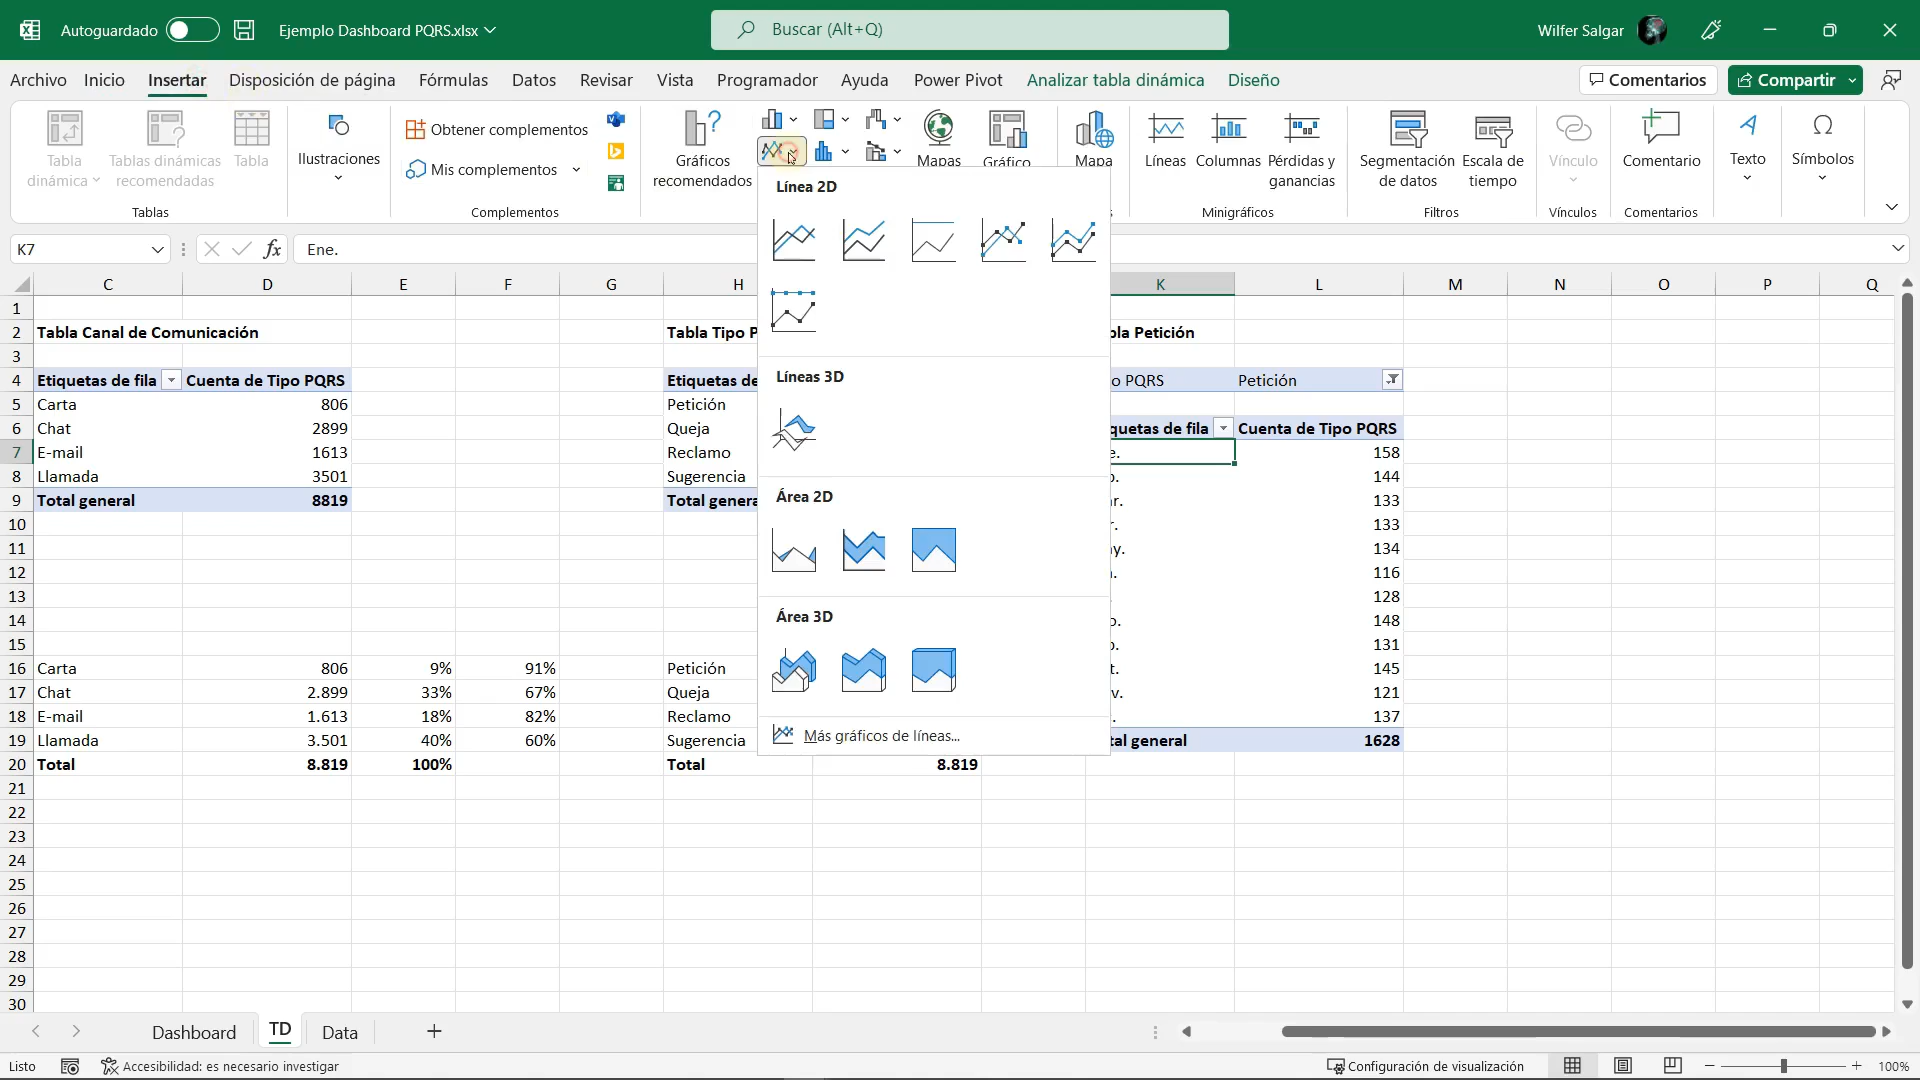 Autoguardado
Ejemplo Dashboard PQRS.xlsx
Buscar (Alt+Q)
Wilfer Salgar
Archivo Inicio Insertar Disposición de página Fórmulas Datos Revisar Vista Programador Ayuda Power Pivot Analizar tabla dinámica Diseño
Comentarios
Compartir
Tabla dinámica
Tablas dinámicas recomendadas
Tabla
Tablas
Ilustraciones
Obtener complementos
Mis complementos
Complementos
Gráficos recomendados
Mapas
Gráfico
Mapa
Líneas
Columnas
Pérdidas y ganancias
Minigráficos
Segmentación de datos
Escala de tiempo
Filtros
Vínculo
Vínculos
Comentario
Comentarios
Texto
Símbolos
K7
fx
Ene.
C D E F G H K L M N O P Q
Línea 2D
Líneas 3D
Área 2D
Área 3D
Más gráficos de líneas...
1
2 Tabla Canal de Comunicación Tabla Tipo P bla Petición
3
4 Etiquetas de fila Cuenta de Tipo PQRS Etiquetas de o PQRS Petición
5 Carta 806 Petición
6 Chat 2899 Queja quetas de fila Cuenta de Tipo PQRS
7 E-mail 1613 Reclamo e. 158
8 Llamada 3501 Sugerencia o. 144
9 Total general 8819 Total genera r. 133
10 r. 133
11 y. 134
12 . 116
13 . 128
14 o. 148
15 o. 131
16 Carta 806 9% 91% Petición t. 145
17 Chat 2.899 33% 67% Queja v. 121
18 E-mail 1.613 18% 82% Reclamo . 137
19 Llamada 3.501 40% 60% Sugerencia tal general 1628
20 Total 8.819 100% Total 8.819
21
22
23
24
25
26
27
28
29
30
Dashboard TD Data
Listo
Accesibilidad: es necesario investigar
Configuración de visualización
100%